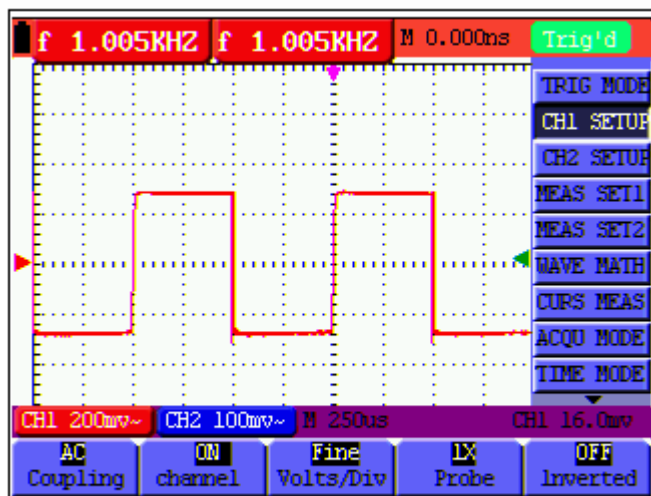 f 1.005KHZ f 1.005KHZ M 0.000ns Trig'd
TRIG MODE
CH1 SETUP
CH2 SETUP
MEAS SET1
MEAS SET2
WAVE MATH
CURS MEAS
ACQU MODE
TIME MODE
CH1 200mv~ CH2 100mv~ M 250us CH1 16.0mv
AC ON Fine 1X OFF
Coupling channel Volts/Div Probe lnverted